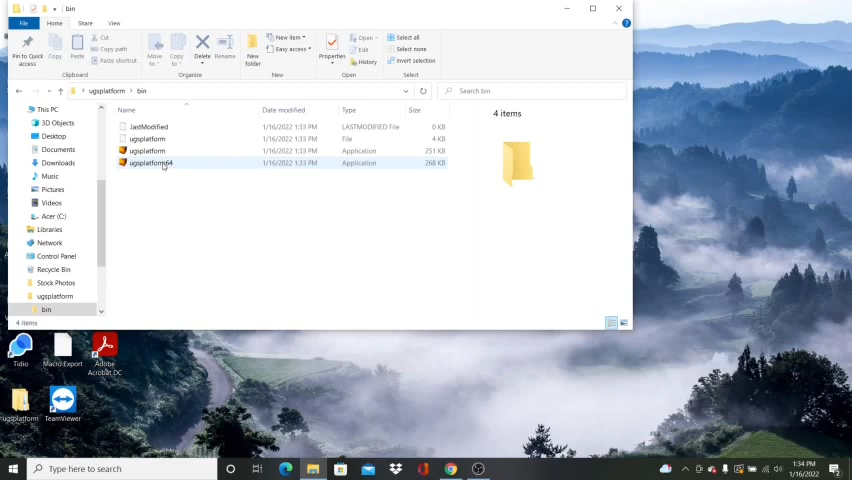 bin
File
Home
Share
View
Pin to Quick access
Copy
Paste
Cut
Copy path
Paste shortcut
Move to
Copy to
Delete
Rename
New folder
New item
Easy access
Properties
Open
Edit
History
Select all
Select none
Invert selection
Clipboard
Organize
New
Open
Select
ugsplatform
bin
Search bin
This PC
3D Objects
Desktop
Documents
Downloads
Music
Pictures
Videos
Acer (C:)
Libraries
Network
Control Panel
Recycle Bin
Stock Photos
ugsplatform
bin
Name
Date modified
Type
Size
.lastModified
1/16/2022 1:33 PM
LASTMODIFIED File
0 KB
ugsplatform
1/16/2022 1:33 PM
File
4 KB
ugsplatform
1/16/2022 1:33 PM
Application
251 KB
ugsplatform64
1/16/2022 1:33 PM
Application
268 KB
4 items
4 items
Tidio
Macro Export
Adobe
Acrobat DC
ugsplatform
TeamViewer
Type here to search
1:34 PM
1/16/2022
2